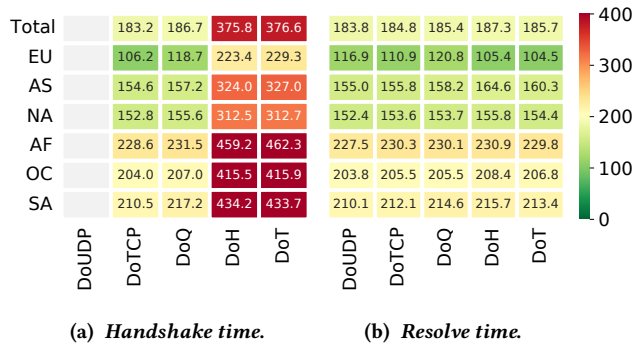 Total 183.2 186.7 375.8 376.6 183.8 184.8 185.4 187.3 185.7 400
EU 106.2 118.7 223.4 229.3 116.9 110.9 120.8 105.4 104.5
AS 154.6 157.2 324.0 327.0 155.0 155.8 158.2 164.6 160.3 300
NA 152.8 155.6 312.5 312.7 152.4 153.6 153.7 155.8 154.4 200
AF 228.6 231.5 459.2 462.3 227.5 230.3 230.1 230.9 229.8
OC 204.0 207.0 415.5 415.9 203.8 205.5 205.5 208.4 206.8 100
SA 210.5 217.2 434.2 433.7 210.1 212.1 214.6 215.7 213.4 0
DoUDP DoTCP DoQ DoH DoT DoUDP DoTCP DoQ DoH DoT
(a) Handshake time. (b) Resolve time.